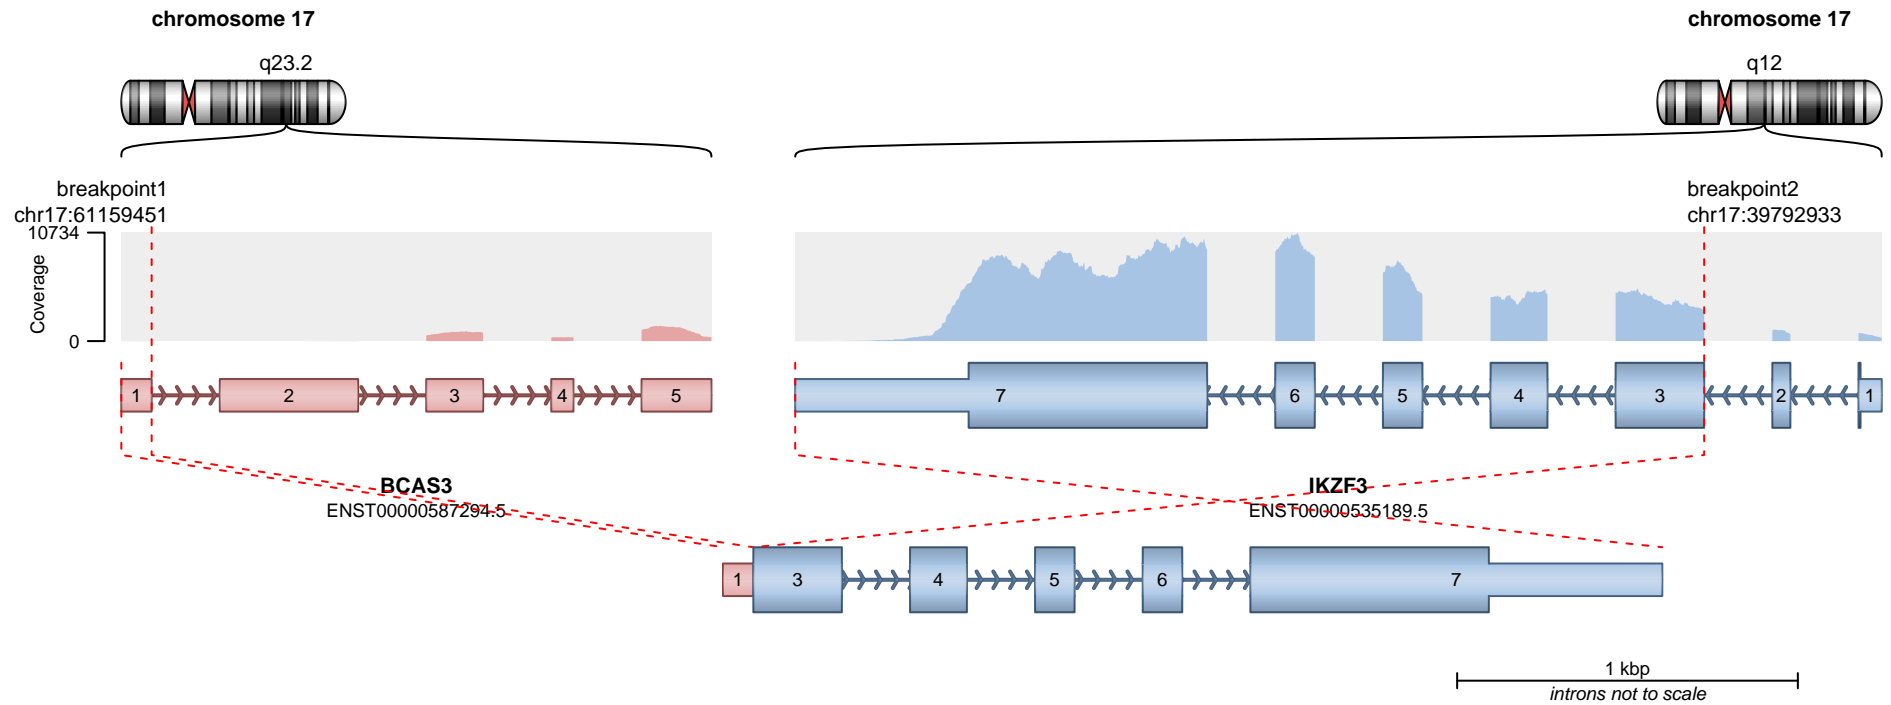 chromosome 17
chromosome 17
q23.2
q12
breakpoint1
chr17:61159451
breakpoint2
chr17:39792933
10734
Coverage
0
1 2 3 4 5
7 6 5 4 3 2 1
BCAS3
ENST00000587294.5
IKZF3
ENST00000535189.5
1 3 4 5 6 7
1 kbp
introns not to scale